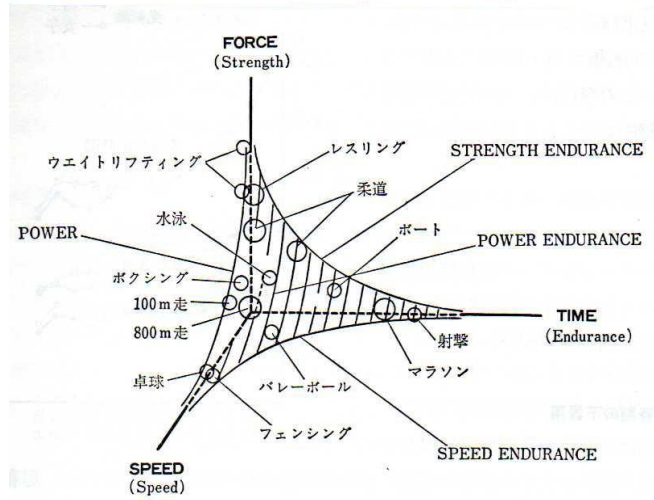 FORCE
(Strength)
ウエイトリフティング
レスリング
STRENGTH ENDURANCE
柔道
水泳
ボート
POWER
POWER ENDURANCE
ボクシング
100m走
800m走
TIME
(Endurance)
射撃
マラソン
卓球
バレーボール
フェンシング
SPEED ENDURANCE
SPEED
(Speed)